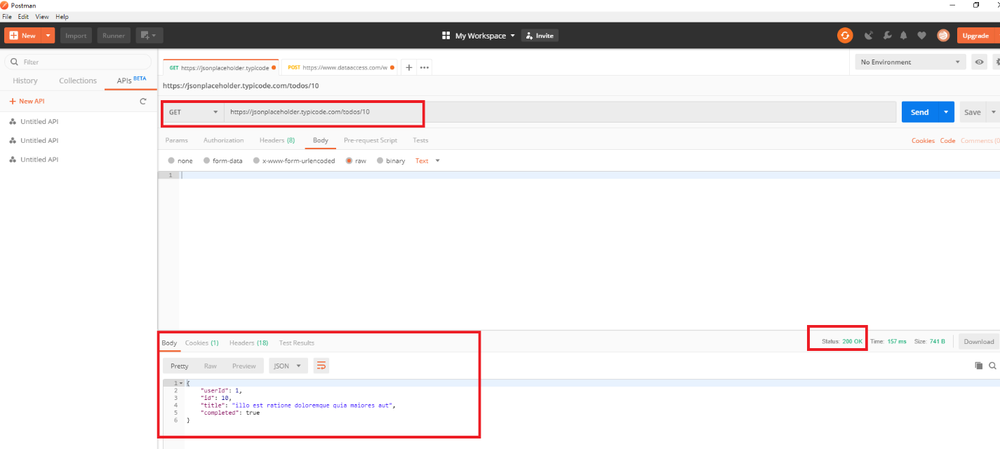 Postman
File Edit View Help
New Import Runner My Workspace Invite Upgrade
Filter
History Collections APIs BETA
New API
Untitled API
Untitled API
Untitled API
GET https://jsonplaceholder.typicode POST https://www.dataaccess.com/w No Environment
https://jsonplaceholder.typicode.com/todos/10
GET https://jsonplaceholder.typicode.com/todos/10 Send Save
Params Authorization Headers (8) Body Pre-request Script Tests Cookies Code Comments (0
none form-data x-www-form-urlencoded raw binary Text
1
Body Cookies (1) Headers (18) Test Results Status: 200 OK Time: 157 ms Size: 741 B Download
Pretty Raw Preview JSON
1 {
2 "userId": 1,
3 "id": 10,
4 "title": "illo est ratione doloremque quia maiores aut",
5 "completed": true
6 }